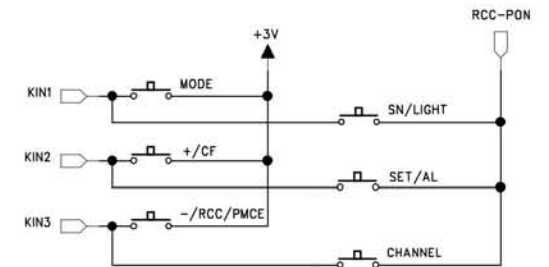 RCC-PON
+3V
KIN1
MODE
SN/LIGHT
KIN2
+/CF
SET/AL
KIN3
-/RCC/PMCE
CHANNEL